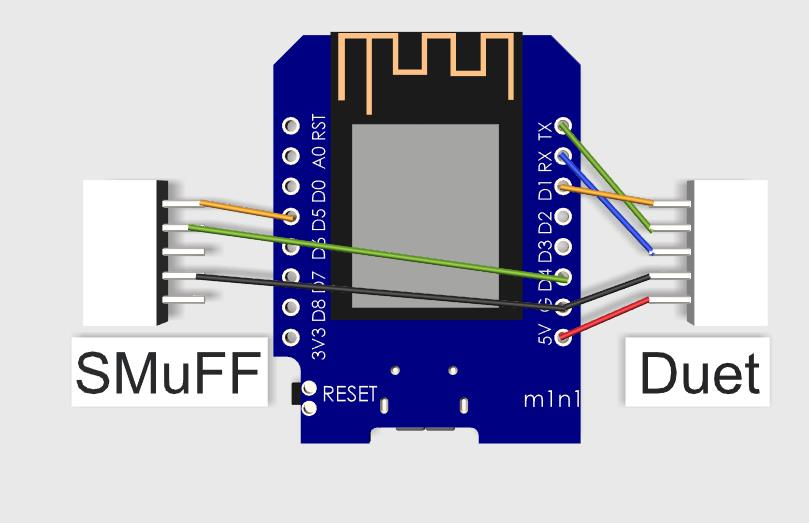 RST
A0
D0
D5
D6
D7
D8
3V3
TX
RX
D1
D2
D3
D4
G
5V
SMuFF
Duet
RESET
m1n1